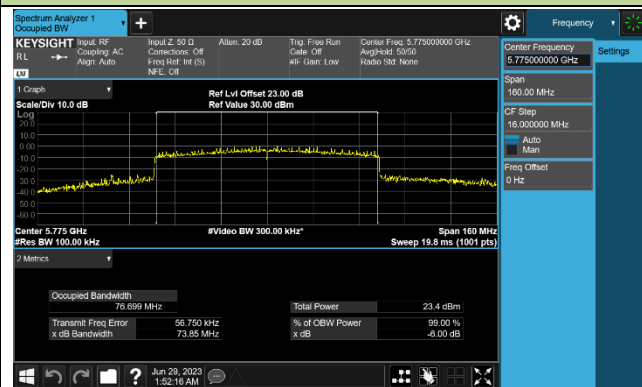 Spectrum Analyzer 1
Occupied BW
+
Frequency
KEYSIGHT
RL
LXI
Input: RF
Coupling: AC
Align: Auto
Input Z: 50 Ω
Corrections: Off
Freq Ref: Int (S)
NFE: Off
Atten: 20 dB
Trig: Free Run
Gate: Off
#IF Gain: Low
Center Freq: 5.775000000 GHz
Avg|Hold: 50/50
Radio Std: None
Center Frequency
5.775000000 GHz
Settings
Span
160.00 MHz
CF Step
16.000000 MHz
Auto
Man
Freq Offset
0 Hz
1 Graph
Scale/Div 10.0 dB
Ref Lvl Offset 23.00 dB
Ref Value 30.00 dBm
Log
20.0
10.0
0.00
-10.0
-20.0
-30.0
-40.0
-50.0
-60.0
Center 5.775 GHz
#Video BW 300.00 kHz*
Span 160 MHz
#Res BW 100.00 kHz
Sweep 19.8 ms (1001 pts)
2 Metrics
Occupied Bandwidth
76.699 MHz
Total Power
23.4 dBm
Transmit Freq Error
56.750 kHz
% of OBW Power
99.00 %
x dB Bandwidth
73.85 MHz
x dB
-6.00 dB
?
Jun 29, 2023
1:52:16 AM